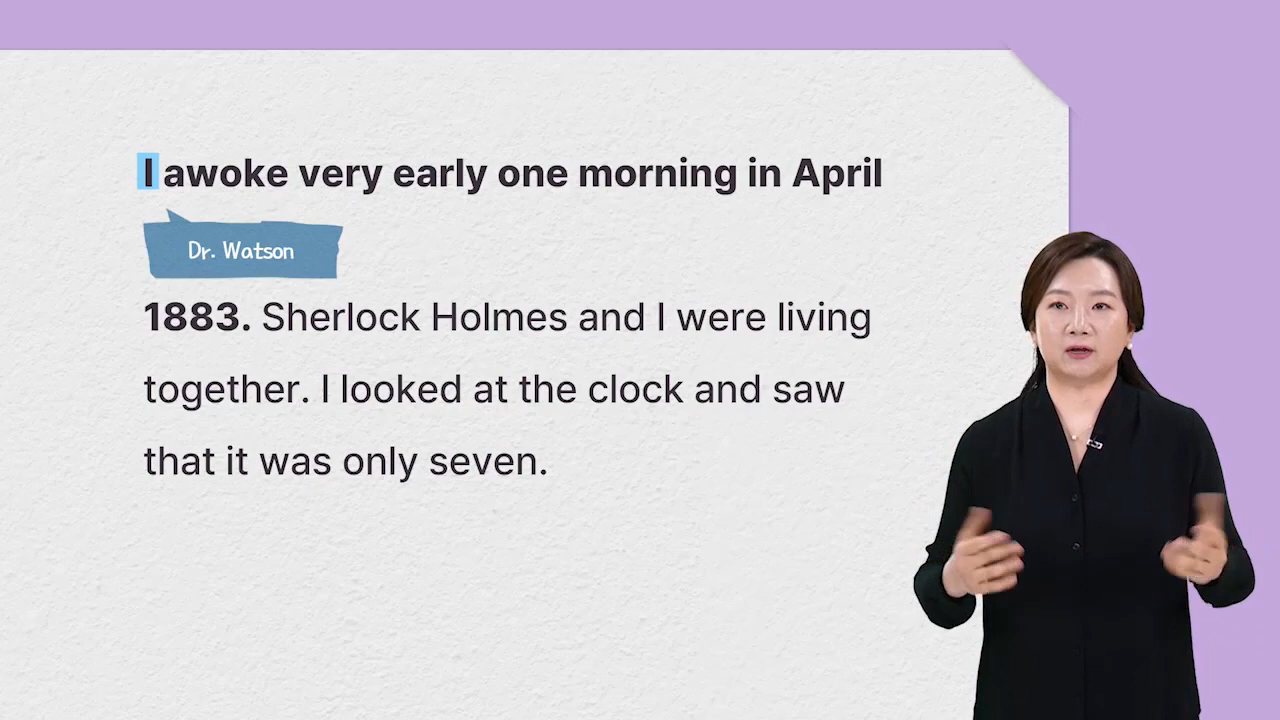 I awoke very early one morning in April
Dr. Watson
1883. Sherlock Holmes and I were living
together. I looked at the clock and saw
that it was only seven.